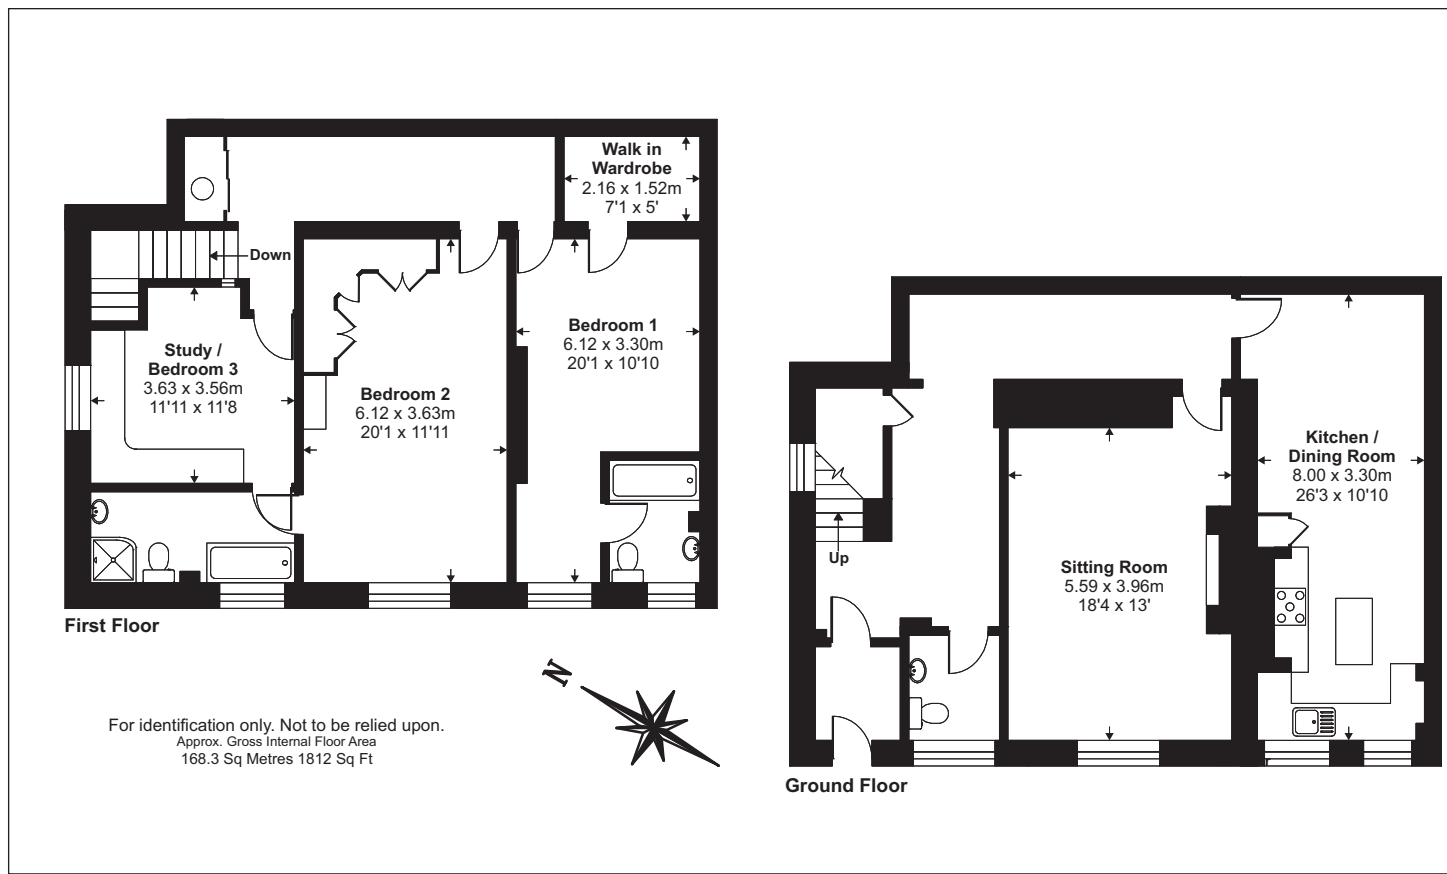 Walk in
Wardrobe
2.16 x 1.52m
7'1 x 5'
Down
Study /
Bedroom 3
3.63 x 3.56m
11'11 x 11'8
Bedroom 2
6.12 x 3.63m
20'1 x 11'11
Bedroom 1
6.12 x 3.30m
20'1 x 10'10
First Floor
Kitchen /
Dining Room
8.00 x 3.30m
26'3 x 10'10
Up
Sitting Room
5.59 x 3.96m
18'4 x 13'
Ground Floor
N
For identification only. Not to be relied upon.
Approx. Gross Internal Floor Area
168.3 Sq Metres 1812 Sq Ft